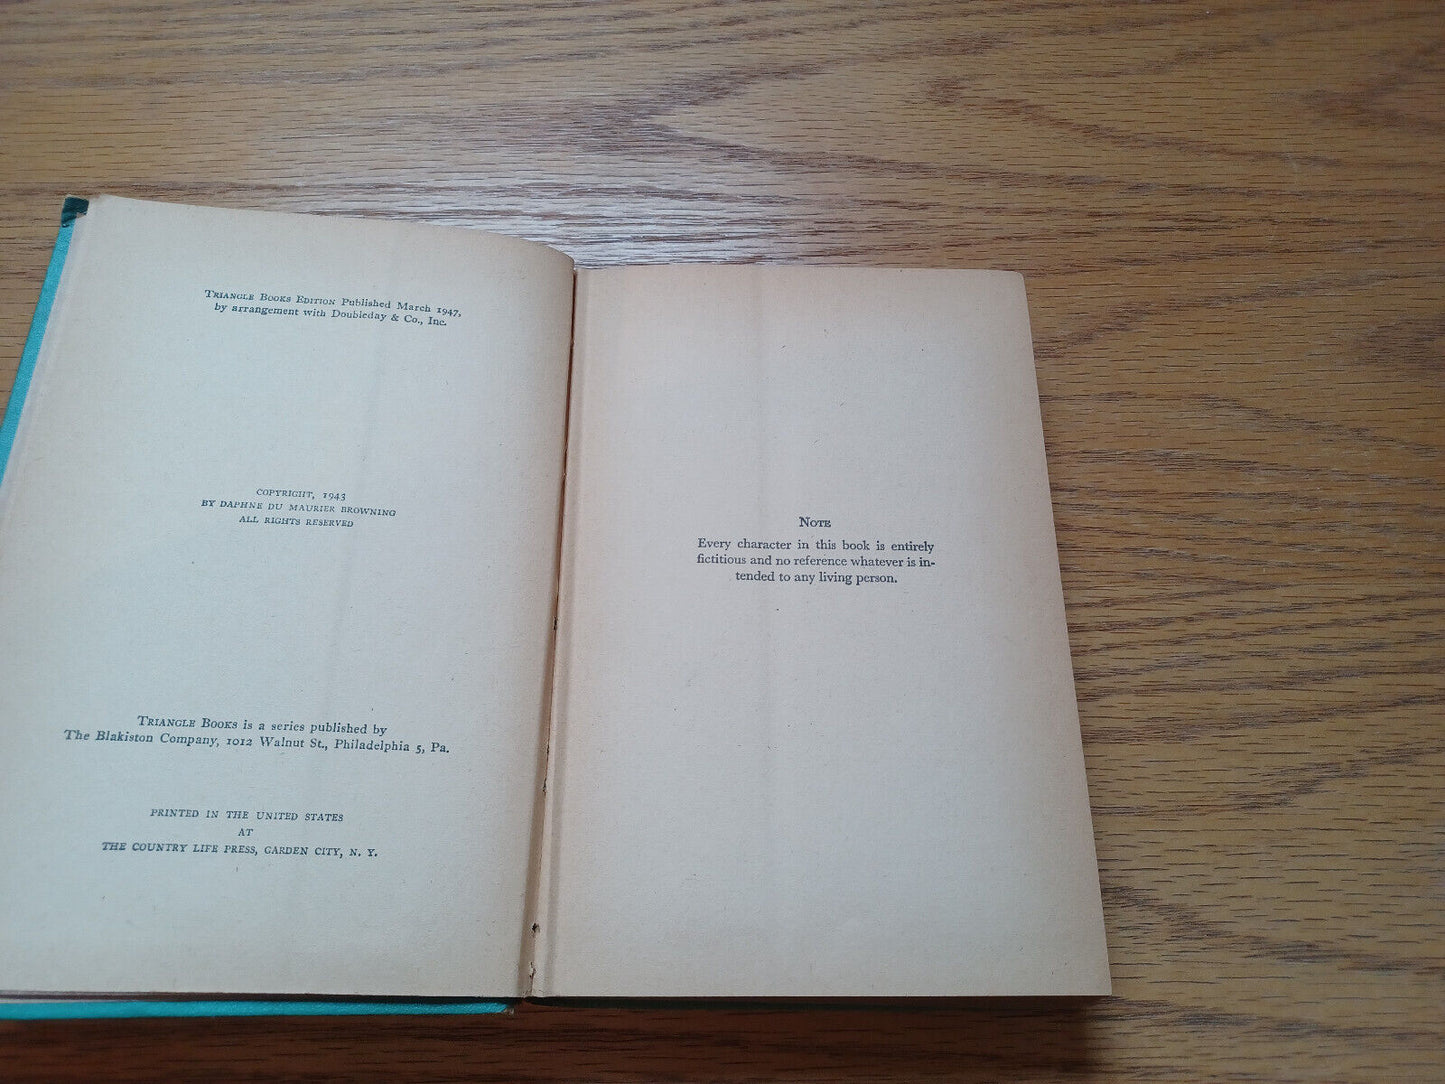 Triangle Books Edition Published March 1947,
by arrangement with Doubleday & Co., Inc.
COPYRIGHT, 1943
BY DAPHNE DU MAURIER BROWNING
ALL RIGHTS RESERVED
Triangle Books is a series published by
The Blakiston Company, 1012 Walnut St., Philadelphia 5, Pa.
PRINTED IN THE UNITED STATES
AT
THE COUNTRY LIFE PRESS, GARDEN CITY, N. Y.
Note
Every character in this book is entirely
fictitious and no reference whatever is in-
tended to any living person.